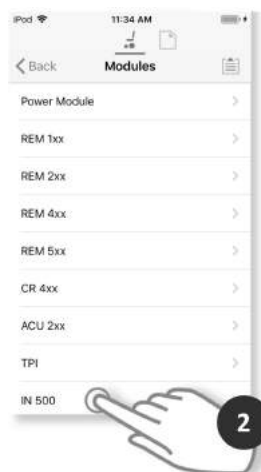 iPod 11:34 AM
Back Modules
Power Module
REM 1xx
REM 2xx
REM 4xx
REM 5xx
CR 4xx
ACU 2xx
TPI
IN 500
2